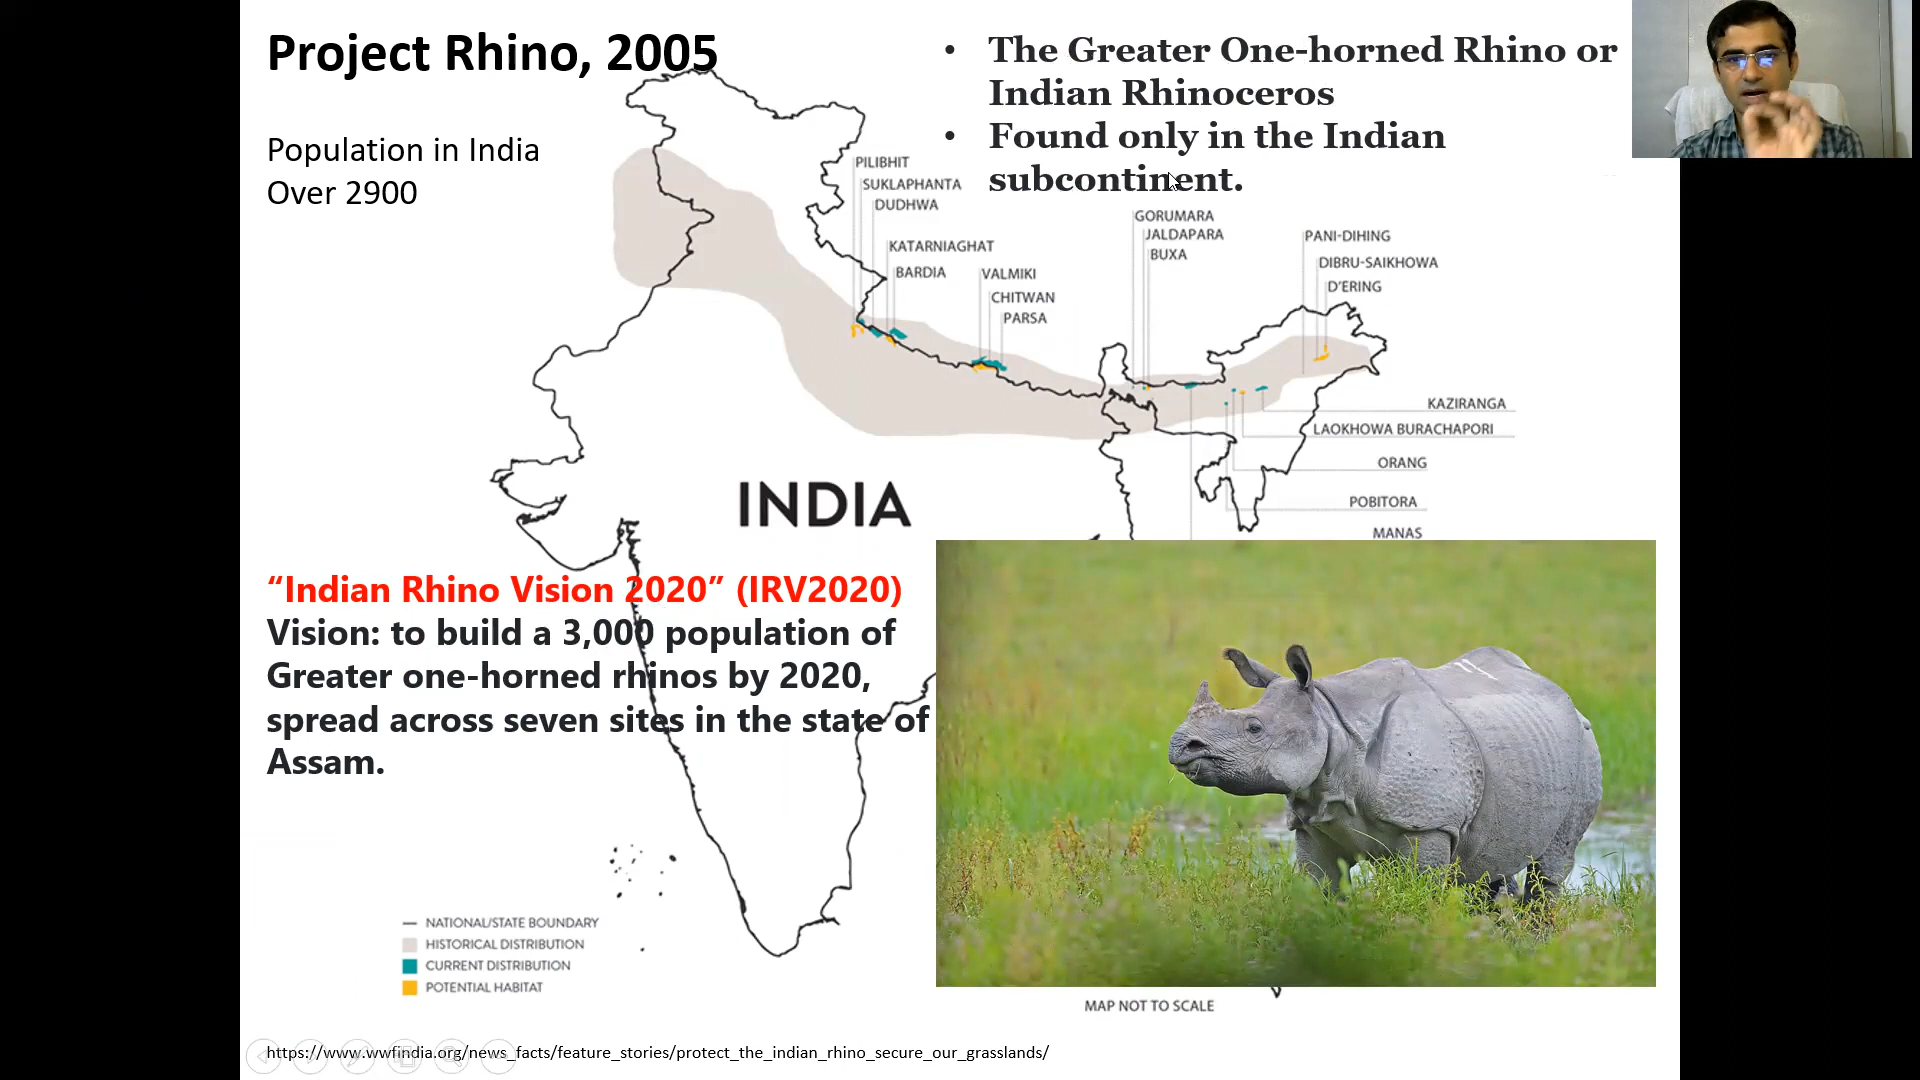 Project Rhino, 2005
Population in India
Over 2900
• The Greater One-horned Rhino or
Indian Rhinoceros
• Found only in the Indian
subcontinent.
PILIBHIT
SUKLAPHANTA
DUDHWA
KATARNIAGHAT
BARDIA
VALMIKI
CHITWAN
PARSA
GORUMARA
JALDAPARA
BUXA
PANI-DIHING
DIBRU-SAIKHOWA
D'ERING
KAZIRANGA
LAOKHOWA BURACHAPORI
ORANG
POBITORA
MANAS
INDIA
“Indian Rhino Vision 2020” (IRV2020)
Vision: to build a 3,000 population of
Greater one-horned rhinos by 2020,
spread across seven sites in the state of
Assam.
NATIONAL/STATE BOUNDARY
HISTORICAL DISTRIBUTION
CURRENT DISTRIBUTION
POTENTIAL HABITAT
MAP NOT TO SCALE
https://www.wwfindia.org/news_facts/feature_stories/protect_the_indian_rhino_secure_our_grasslands/